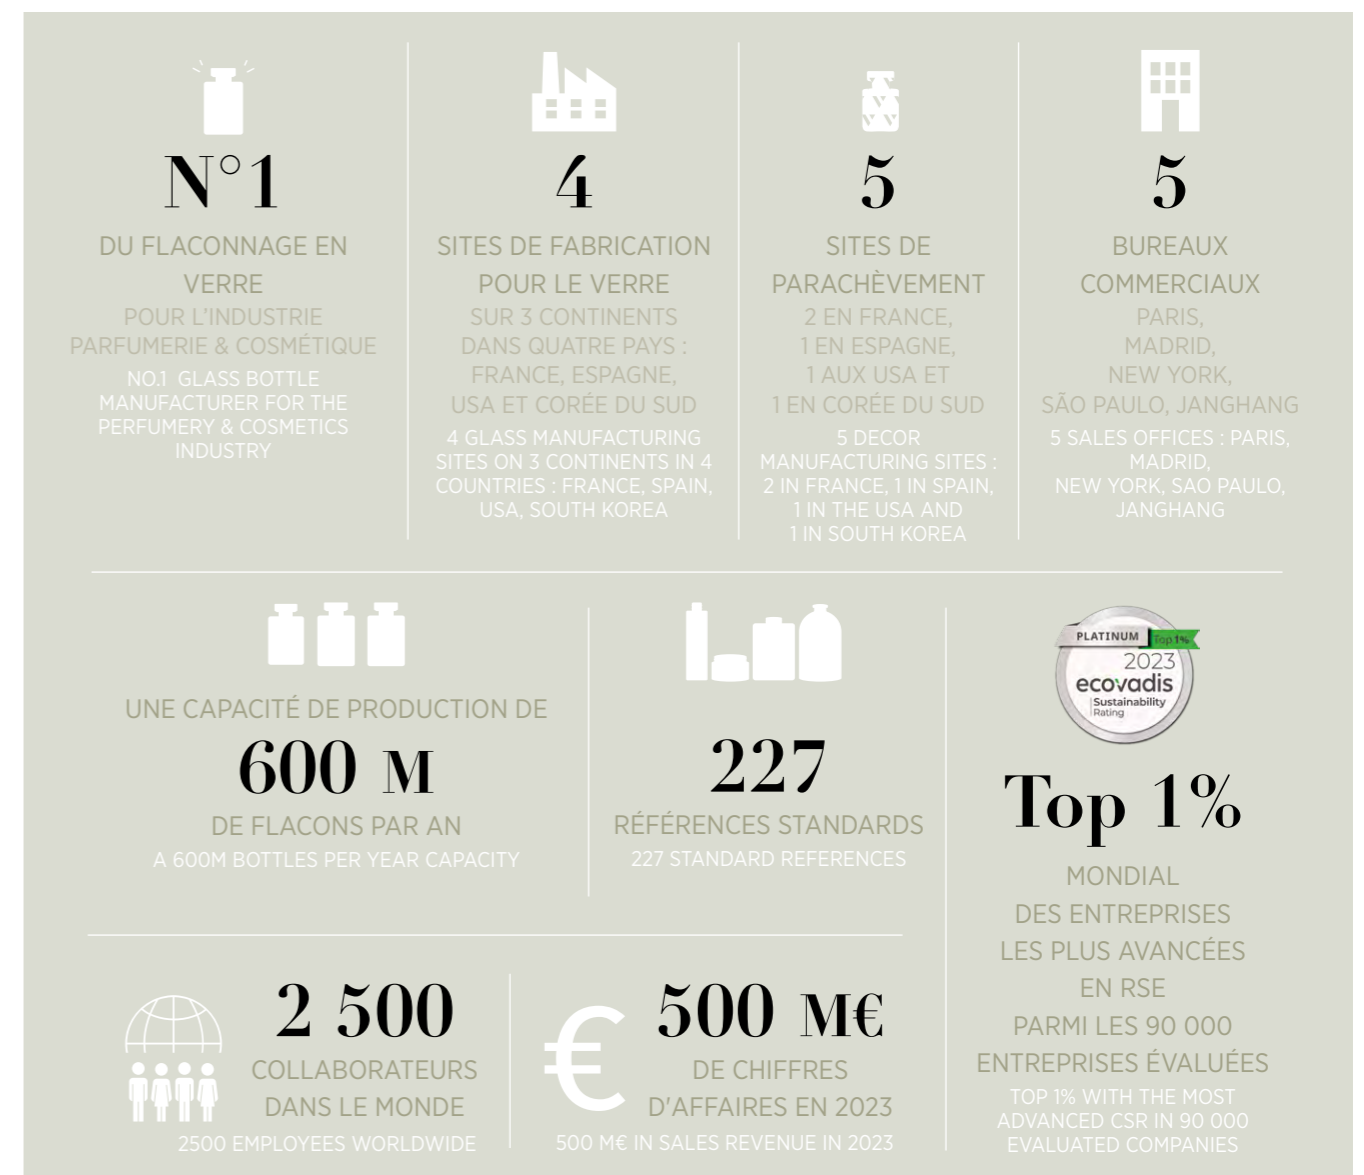 N°1
DU FLACONNAGE EN
VERRE
POUR L'INDUSTRIE
PARFUMERIE & COSMÉTIQUE
NO.1 GLASS BOTTLE
MANUFACTURER FOR THE
PERFUMERY & COSMETICS
INDUSTRY
4
SITES DE FABRICATION
POUR LE VERRE
SUR 3 CONTINENTS
DANS QUATRE PAYS :
FRANCE, ESPAGNE,
USA ET CORÉE DU SUD
4 GLASS MANUFACTURING
SITES ON 3 CONTINENTS IN 4
COUNTRIES : FRANCE, SPAIN,
USA, SOUTH KOREA
5
SITES DE
PARACHÈVEMENT
2 EN FRANCE,
1 EN ESPAGNE,
1 AUX USA ET
1 EN CORÉE DU SUD
5 DECOR
MANUFACTURING SITES :
2 IN FRANCE, 1 IN SPAIN,
1 IN THE USA AND
1 IN SOUTH KOREA
5
BUREAUX
COMMERCIAUX
PARIS,
MADRID,
NEW YORK,
SÃO PAULO, JANGHANG
5 SALES OFFICES : PARIS,
MADRID,
NEW YORK, SAO PAULO,
JANGHANG
UNE CAPACITÉ DE PRODUCTION DE
600 M
DE FLACONS PAR AN
A 600M BOTTLES PER YEAR CAPACITY
227
RÉFÉRENCES STANDARDS
227 STANDARD REFERENCES
PLATINUM Top 1%
2023
ecovadis
Sustainability
Rating
Top 1%
MONDIAL
DES ENTREPRISES
LES PLUS AVANCÉES
EN RSE
PARMI LES 90 000
ENTREPRISES ÉVALUÉES
TOP 1% WITH THE MOST
ADVANCED CSR IN 90 000
EVALUATED COMPANIES
2 500
COLLABORATEURS
DANS LE MONDE
2500 EMPLOYEES WORLDWIDE
€
500 M€
DE CHIFFRES
D'AFFAIRES EN 2023
500 M€ IN SALES REVENUE IN 2023